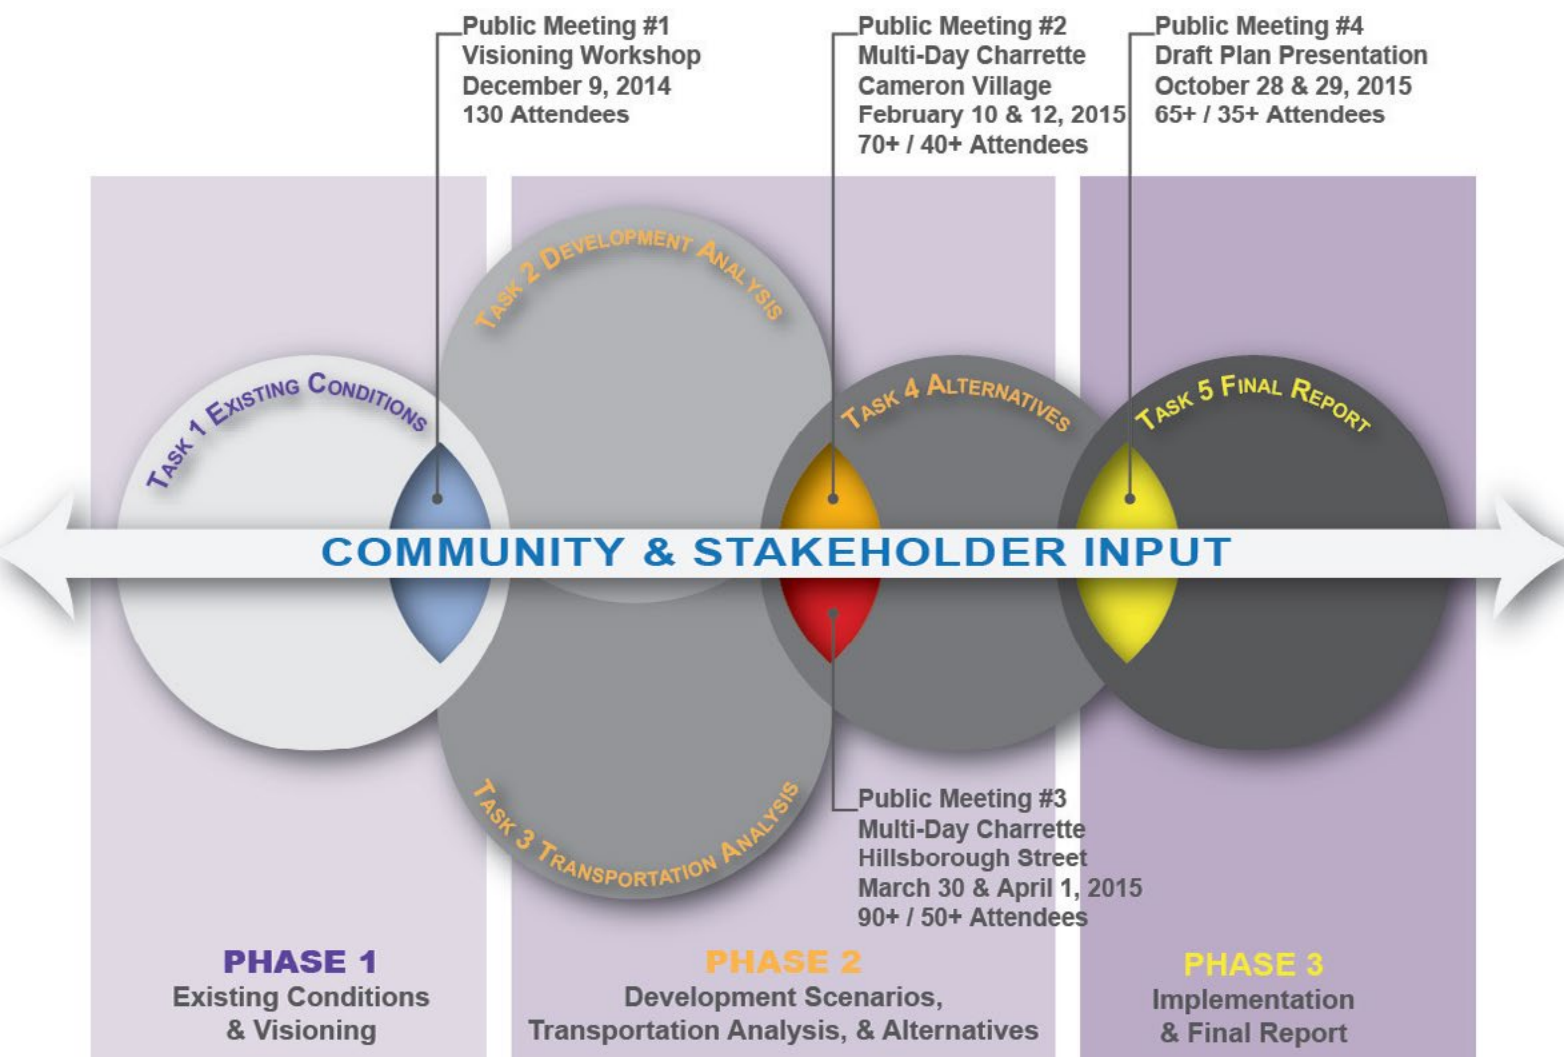 Public Meeting #1
Visioning Workshop
December 9, 2014
130 Attendees
Public Meeting #2
Multi-Day Charrette
Cameron Village
February 10 & 12, 2015
70+ / 40+ Attendees
Public Meeting #4
Draft Plan Presentation
October 28 & 29, 2015
65+ / 35+ Attendees
Task 1 Existing Conditions
Task 2 Development Analysis
Task 4 Alternatives
Task 5 Final Report
COMMUNITY & STAKEHOLDER INPUT
Task 3 Transportation Analysis
Public Meeting #3
Multi-Day Charrette
Hillsborough Street
March 30 & April 1, 2015
90+ / 50+ Attendees
PHASE 1
Existing Conditions
& Visioning
PHASE 2
Development Scenarios,
Transportation Analysis, & Alternatives
PHASE 3
Implementation
& Final Report